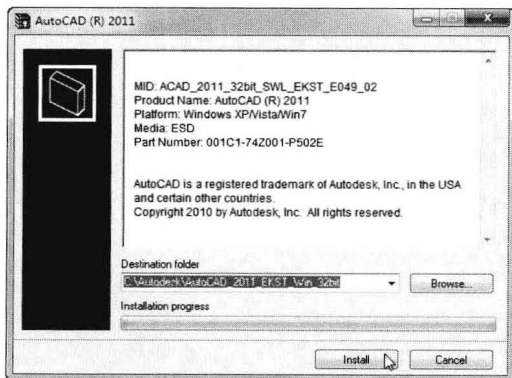 AutoCAD (R) 2011
MID: ACAD_2011_32bit_SWL_EKST_E049_02
Product Name: AutoCAD (R) 2011
Platform: Windows XP/Vista/Win7
Media: ESD
Part Number: 001C1-74Z001-P502E
AutoCAD is a registered trademark of Autodesk, Inc., in the USA
and certain other countries.
Copyright 2010 by Autodesk, Inc. All rights reserved.
Destination folder
C:\Autodesk\AutoCAD_2011_EKST_Win_32bit
Browse...
Installation progress
Install
Cancel